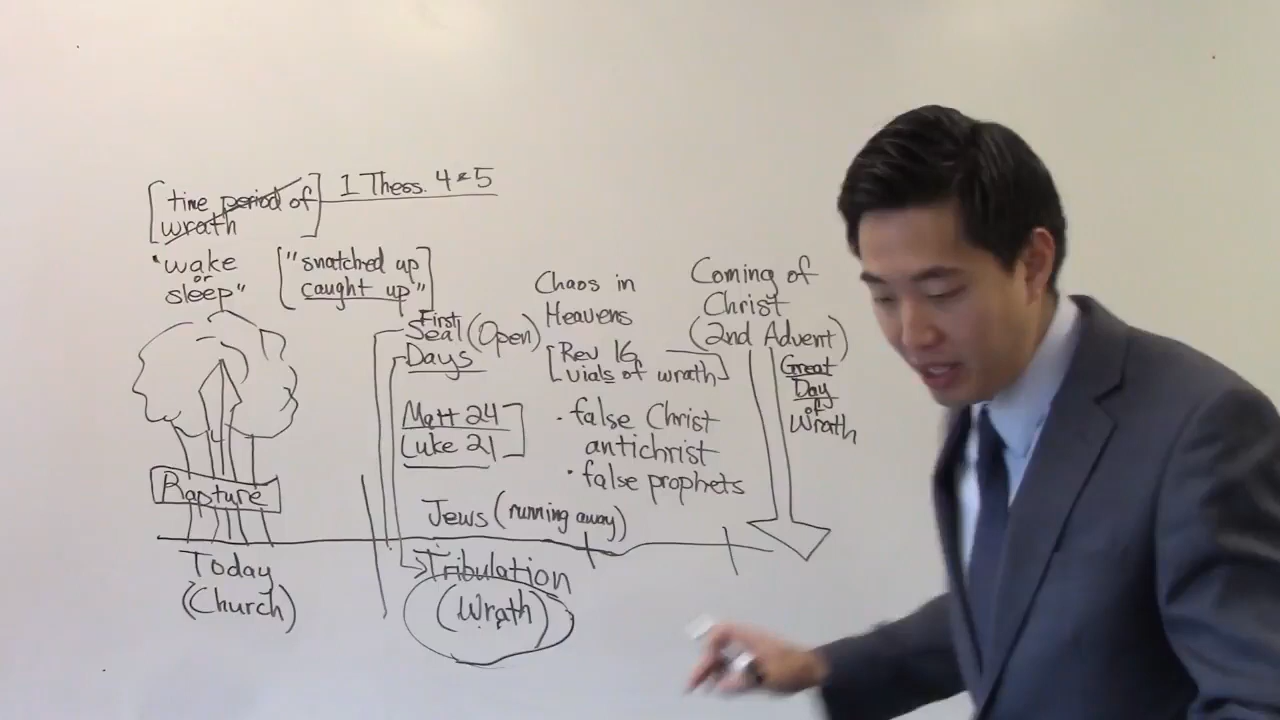 [time period of
wrath]
1 Thess. 4 & 5
"wake
or
sleep"
["snatched up
caught up"]
Rapture
Today
(Church)
First
Seal (Open)
Days
Matt 24
Luke 21]
Jews (running away)
Tribulation
(Wrath)
Chaos in
Heavens
[Rev 16
vials of wrath]
• false Christ
antichrist
• false prophets
Coming of
Christ
(2nd Advent)
Great
Day
of
Wrath